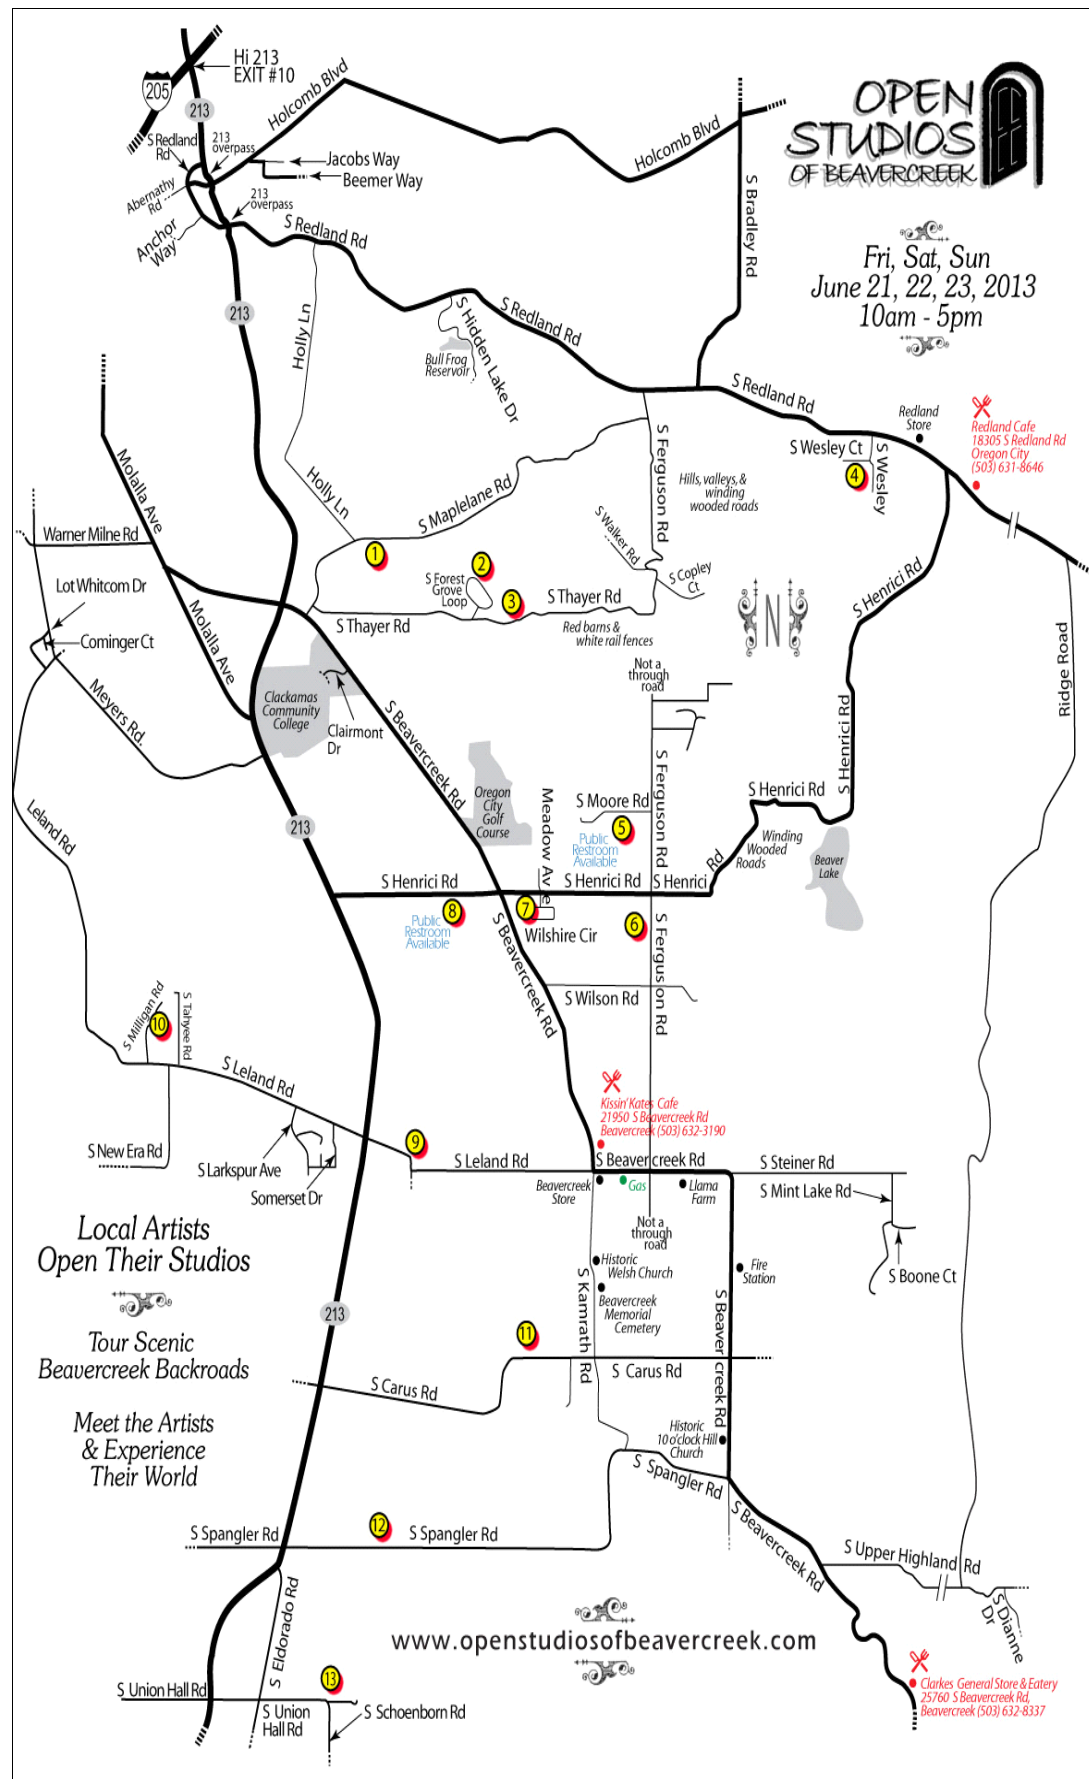 Hi 213
EXIT #10
205
213
S Redland
Rd
213
overpass
Holcomb Blvd
Holcomb Blvd
Jacobs Way
Beemer Way
Abernathy
Rd
213
overpass
Anchor
Way
S Redland Rd
OPEN
STUDIOS
OF BEAVERCREEK
S Bradley Rd
Fri, Sat, Sun
June 21, 22, 23, 2013
10am - 5pm
213
Holly Ln
S Hidden Lake Dr
Bull Frog
Reservoir
S Redland Rd
S Redland Rd
Redland
Store
Redland Cafe
18305 S Redland Rd
Oregon City
(503) 631-8646
S Wesley Ct
S Wesley
4
Molalla Ave
Holly Ln
S Maplelane Rd
S Ferguson Rd
Hills, valleys, &
winding
wooded roads
Warner Milne Rd
S Walker Rd
S Copley
Ct
1
2
3
S Forest
Grove
Loop
S Thayer Rd
S Thayer Rd
Red barns &
white rail fences
N
S Henrici Rd
Lot Whitcom Dr
Cominger Ct
Molalla Ave
Meyers Rd.
Clackamas
Community
College
Clairmont
Dr
S Beavercreek Rd
Not a
through
road
Ridge Road
S Henrici Rd
S Henrici Rd
Leland Rd
213
Oregon
City
Golf
Course
Meadow Ave
S Moore Rd
5
Public
Restroom
Available
S Ferguson Rd
Winding
Wooded
Roads
Beaver
Lake
S Henrici Rd
S Henrici Rd
S Henrici
Rd
8
Public
Restroom
Available
7
Wilshire Cir
6
S Beavercreek Rd
S Ferguson Rd
S Wilson Rd
S Milligan Rd
10
S Tahyee Rd
S Leland Rd
S New Era Rd
S Larkspur Ave
Somerset Dr
9
S Leland Rd
Kissin' Kates Cafe
21950 S Beavercreek Rd
Beavercreek (503) 632-3190
S Beavercreek Rd
S Steiner Rd
Beavercreek
Store
Gas
Llama
Farm
S Mint Lake Rd
S Boone Ct
Not a
through
road
Local Artists
Open Their Studios
Historic
Welsh Church
Beavercreek
Memorial
Cemetery
Fire
Station
S Kamrath Rd
S Beavercreek Rd
213
Tour Scenic
Beavercreek Backroads
11
S Carus Rd
S Carus Rd
Meet the Artists
& Experience
Their World
Historic
10 o'clock Hill
Church
S Spangler Rd
12
S Spangler Rd
S Spangler Rd
S Beavercreek Rd
S Upper Highland Rd
S Dianne
Dr
S Eldorado Rd
www.openstudiosofbeavercreek.com
13
S Union Hall Rd
S Union
Hall Rd
S Schoenborn Rd
Clarkes General Store & Eatery
25760 S Beavercreek Rd,
Beavercreek (503) 632-8337